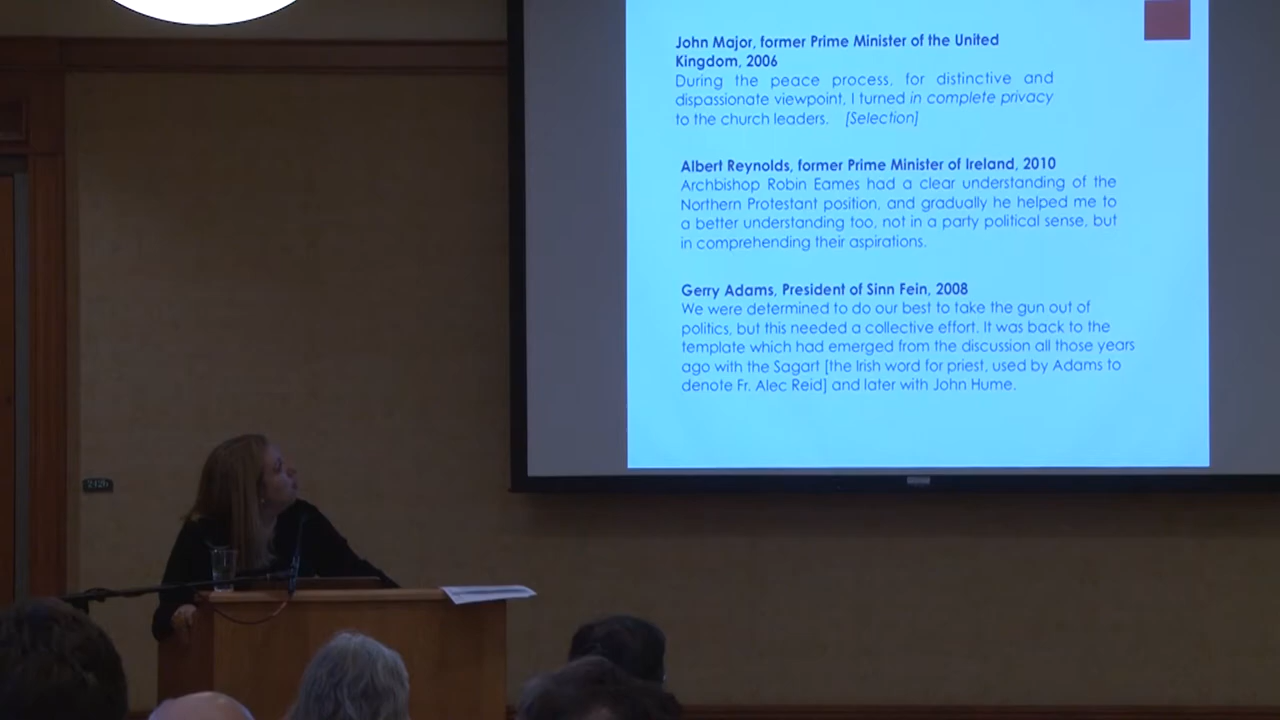 John Major, former Prime Minister of the United
Kingdom, 2006
During the peace process, for distinctive and
dispassionate viewpoint, I turned in complete privacy
to the church leaders. [Selection]
Albert Reynolds, former Prime Minister of Ireland, 2010
Archbishop Robin Eames had a clear understanding of the
Northern Protestant position, and gradually he helped me to
a better understanding too, not in a party political sense, but
in comprehending their aspirations.
Gerry Adams, President of Sinn Fein, 2008
We were determined to do our best to take the gun out of
politics, but this needed a collective effort. It was back to the
template which had emerged from the discussion all those years
ago with the Sagart [the Irish word for priest, used by Adams to
denote Fr. Alec Reid] and later with John Hume.